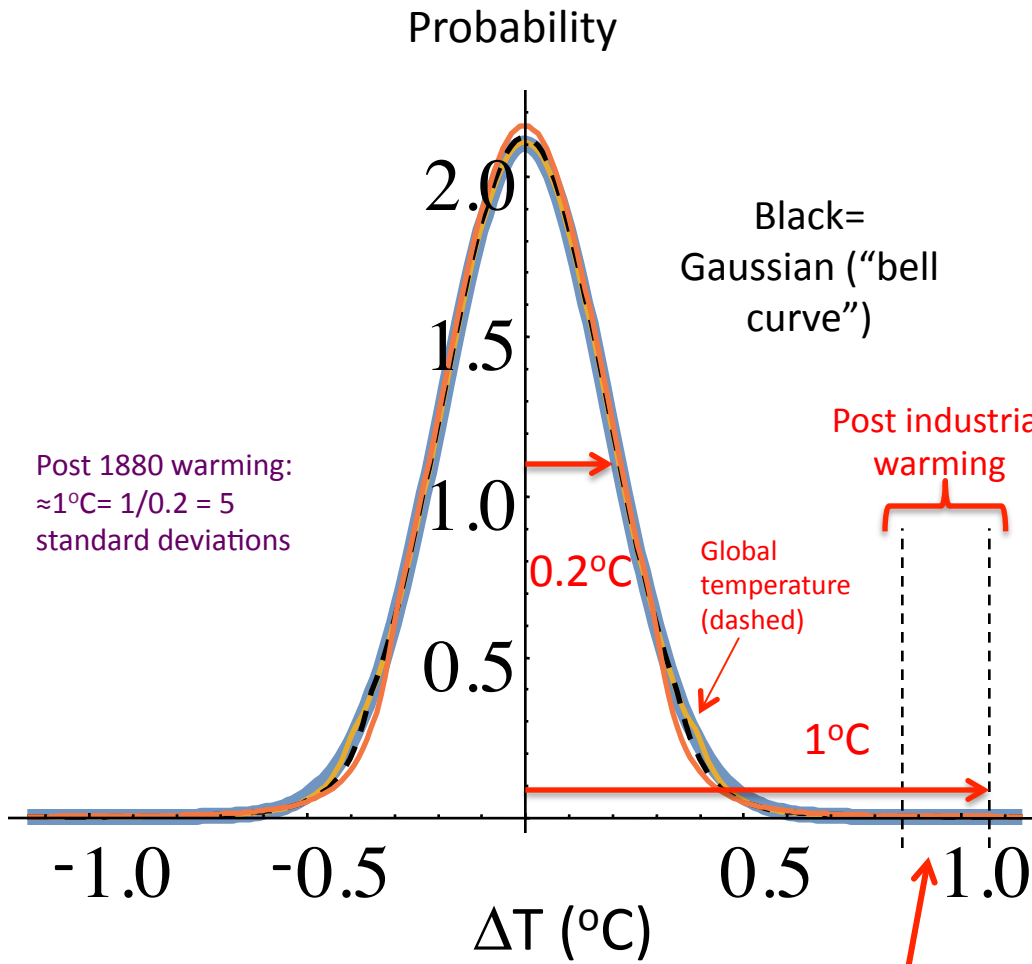 Probability
2.0
Black=
Gaussian (“bell
curve”)
1.5
Post industria
warming
Post 1880 warming:
≈1°C= 1/0.2 = 5
standard deviations
1.0
0.2°C
Global
temperature
(dashed)
0.5
1°C
-1.0
-0.5
0.5
1.0
ΔT (°C)